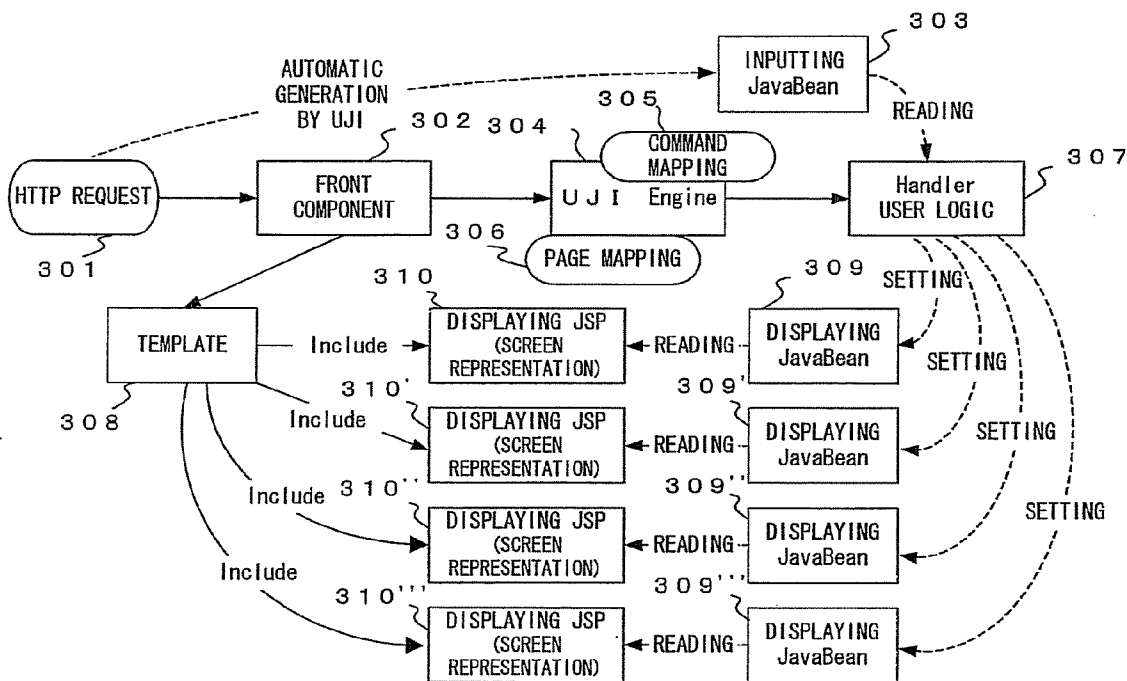 303
INPUTTING
JavaBean
AUTOMATIC
GENERATION
BY UJI
302
304
305
COMMAND
MAPPING
READING
307
HTTP REQUEST
FRONT
COMPONENT
UJI Engine
Handler
USER LOGIC
301
306
PAGE MAPPING
310
309
SETTING
TEMPLATE
Include
DISPLAYING JSP
(SCREEN
REPRESENTATION)
READING
DISPLAYING
JavaBean
SETTING
308
310'
309'
Include
DISPLAYING JSP
(SCREEN
REPRESENTATION)
READING
DISPLAYING
JavaBean
SETTING
310''
309''
Include
DISPLAYING JSP
(SCREEN
REPRESENTATION)
READING
DISPLAYING
JavaBean
SETTING
Include
310'''
309'''
DISPLAYING JSP
(SCREEN
REPRESENTATION)
READING
DISPLAYING
JavaBean